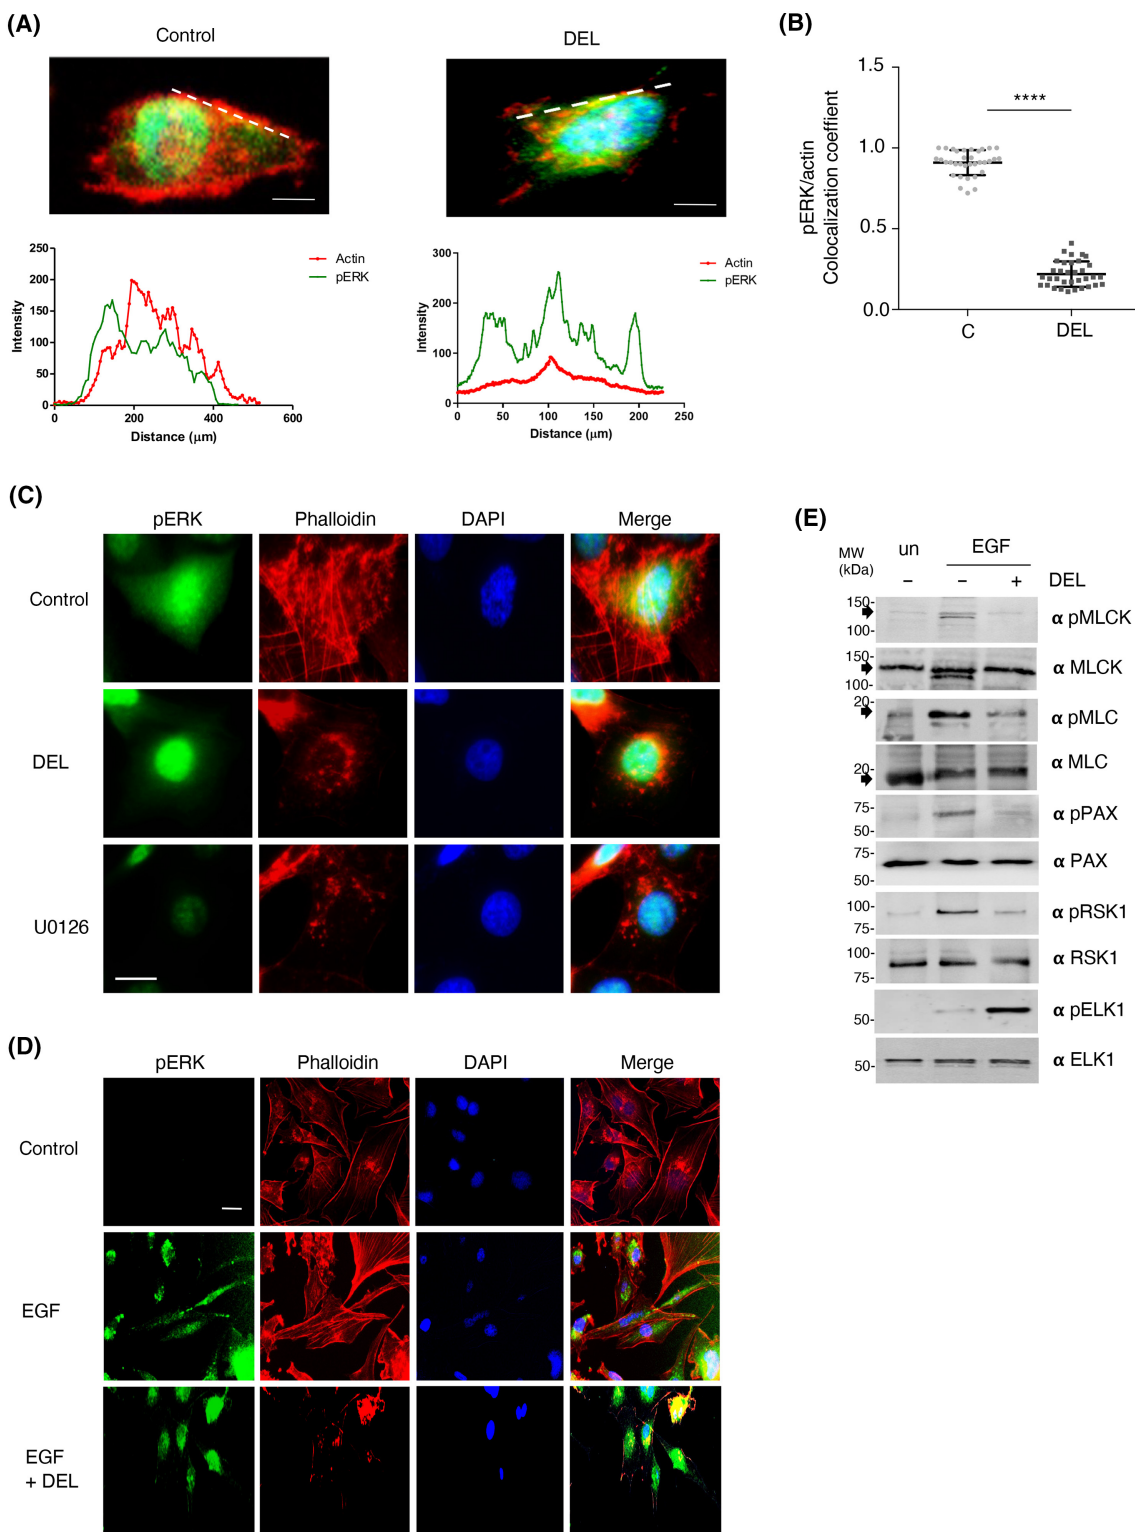 (A)
Control
DEL
250
200
150
100
50
0
Intensity
0
200
400
600
Distance (μm)
Actin
pERK
300
200
100
0
Intensity
0
50
100
150
200
250
Distance (μm)
Actin
pERK
(B)
1.5
1.0
0.5
0.0
pERK/actin
Colocalization coeffient
****
C
DEL
(C)
pERK
Phalloidin
DAPI
Merge
Control
DEL
U0126
(D)
pERK
Phalloidin
DAPI
Merge
Control
EGF
EGF
+ DEL
(E)
MW
(kDa)
un
EGF
– – + DEL
150-
100-
α pMLCK
150-
100-
α MLCK
20-
α pMLC
20-
α MLC
75-
50-
α pPAX
75-
50-
α PAX
100-
75-
α pRSK1
100-
75-
α RSK1
50-
α pELK1
50-
α ELK1